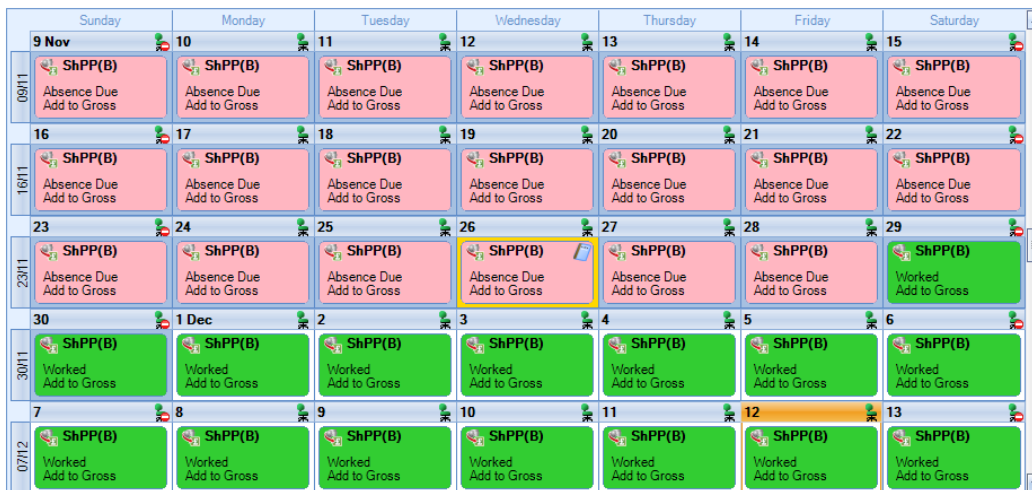 Sunday Monday Tuesday Wednesday Thursday Friday Saturday
09/11
9 Nov 10 11 12 13 14 15
ShPP(B) ShPP(B) ShPP(B) ShPP(B) ShPP(B) ShPP(B) ShPP(B)
Absence Due Absence Due Absence Due Absence Due Absence Due Absence Due Absence Due
Add to Gross Add to Gross Add to Gross Add to Gross Add to Gross Add to Gross Add to Gross
16/11
16 17 18 19 20 21 22
ShPP(B) ShPP(B) ShPP(B) ShPP(B) ShPP(B) ShPP(B) ShPP(B)
Absence Due Absence Due Absence Due Absence Due Absence Due Absence Due Absence Due
Add to Gross Add to Gross Add to Gross Add to Gross Add to Gross Add to Gross Add to Gross
23/11
23 24 25 26 27 28 29
ShPP(B) ShPP(B) ShPP(B) ShPP(B) ShPP(B) ShPP(B) ShPP(B)
Absence Due Absence Due Absence Due Absence Due Absence Due Absence Due Worked
Add to Gross Add to Gross Add to Gross Add to Gross Add to Gross Add to Gross Add to Gross
30/11
30 1 Dec 2 3 4 5 6
ShPP(B) ShPP(B) ShPP(B) ShPP(B) ShPP(B) ShPP(B) ShPP(B)
Worked Worked Worked Worked Worked Worked Worked
Add to Gross Add to Gross Add to Gross Add to Gross Add to Gross Add to Gross Add to Gross
07/12
7 8 9 10 11 12 13
ShPP(B) ShPP(B) ShPP(B) ShPP(B) ShPP(B) ShPP(B) ShPP(B)
Worked Worked Worked Worked Worked Worked Worked
Add to Gross Add to Gross Add to Gross Add to Gross Add to Gross Add to Gross Add to Gross